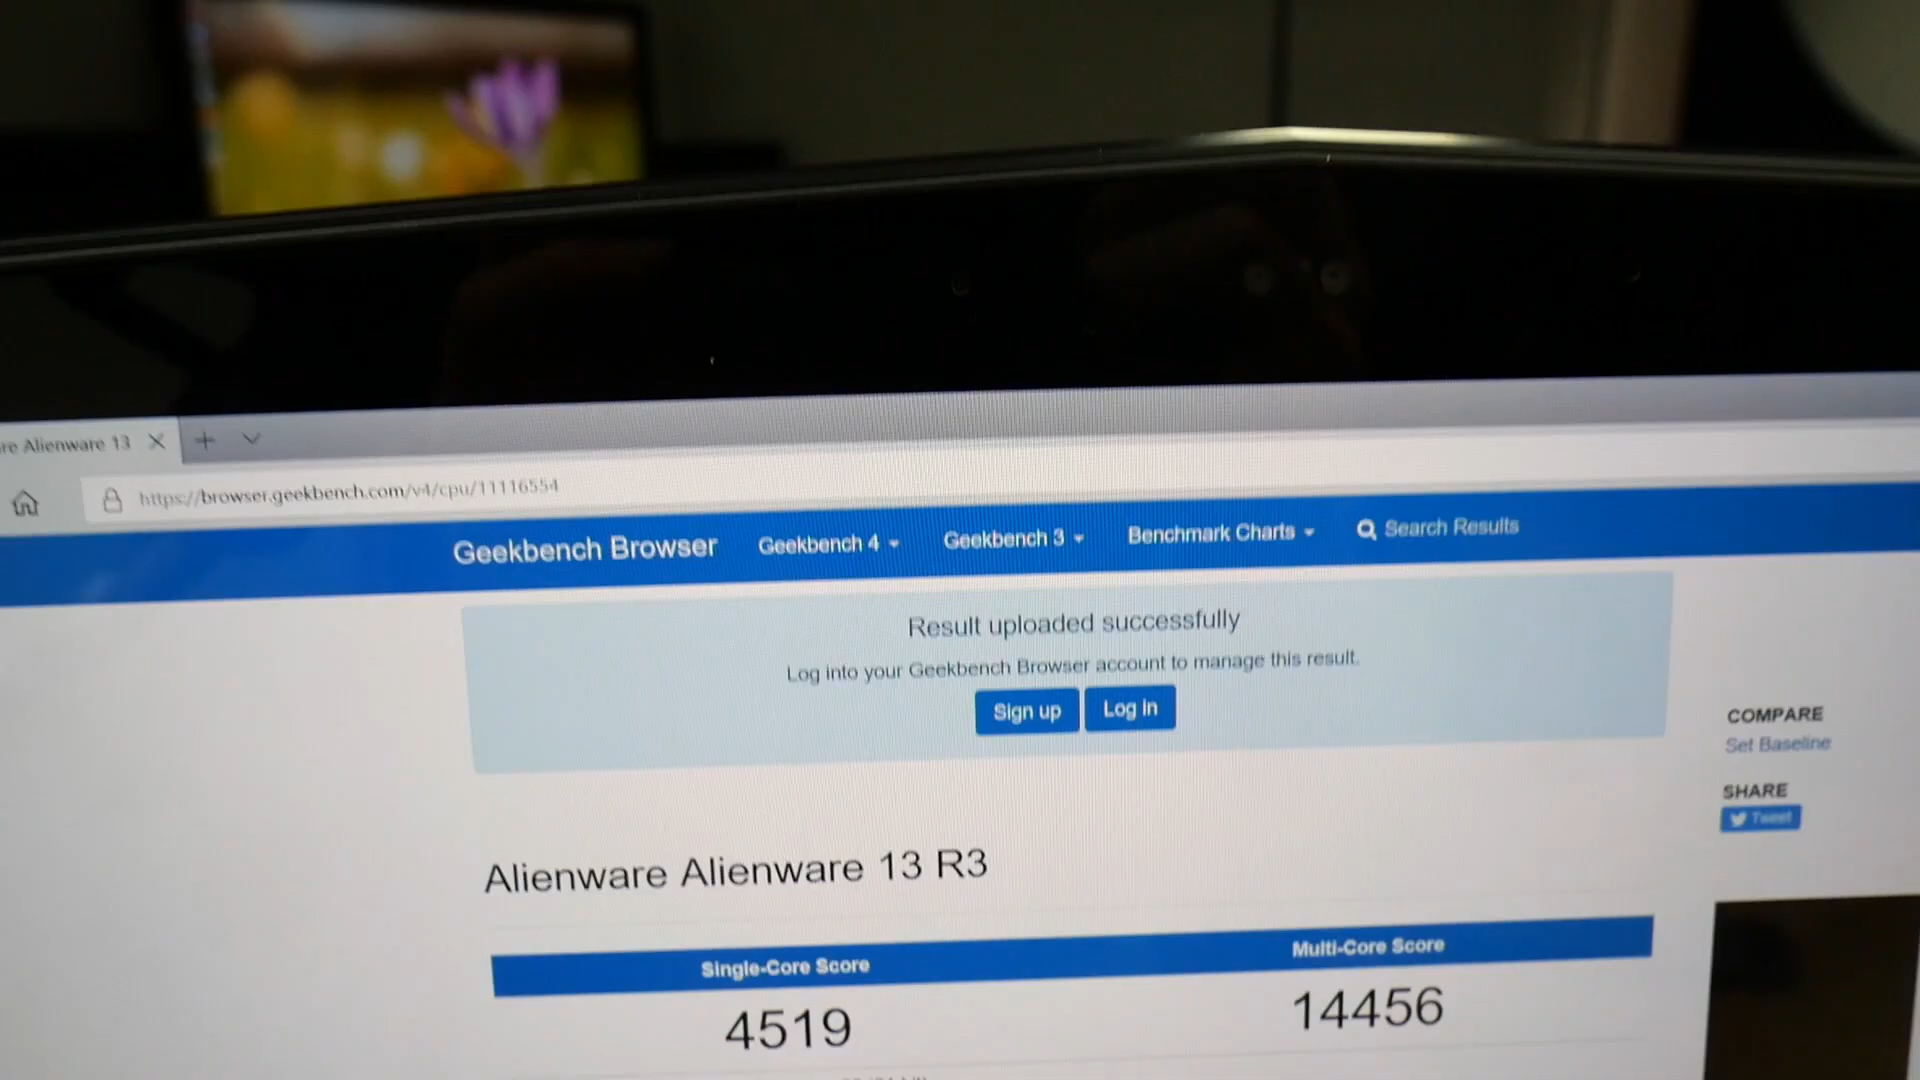 re Alienware 13
https://browser.geekbench.com/v4/cpu/11116554
Geekbench Browser Geekbench 4 Geekbench 3 Benchmark Charts Search Results
Result uploaded successfully
Log into your Geekbench Browser account to manage this result.
Sign up Log in
COMPARE
Set Baseline
SHARE
Tweet
Alienware Alienware 13 R3
Single-Core Score Multi-Core Score
4519 14456